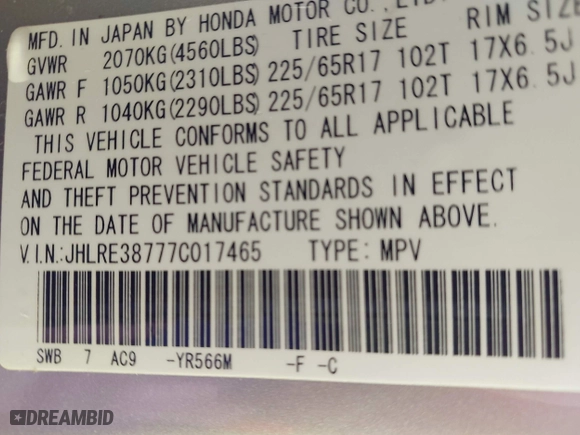 MFD. IN JAPAN BY HONDA MOTOR CO., LTD.
GVWR 2070KG(4560LBS) TIRE SIZE RIM SIZE
GAWR F 1050KG(2310LBS) 225/65R17 102T 17X6.5J
GAWR R 1040KG(2290LBS) 225/65R17 102T 17X6.5J
THIS VEHICLE CONFORMS TO ALL APPLICABLE
FEDERAL MOTOR VEHICLE SAFETY
AND THEFT PREVENTION STANDARDS IN EFFECT
ON THE DATE OF MANUFACTURE SHOWN ABOVE.
V.I.N.:JHLRE38777C017465 TYPE: MPV
SWB 7 AC9 -YR566M -F -C
DREAMBID